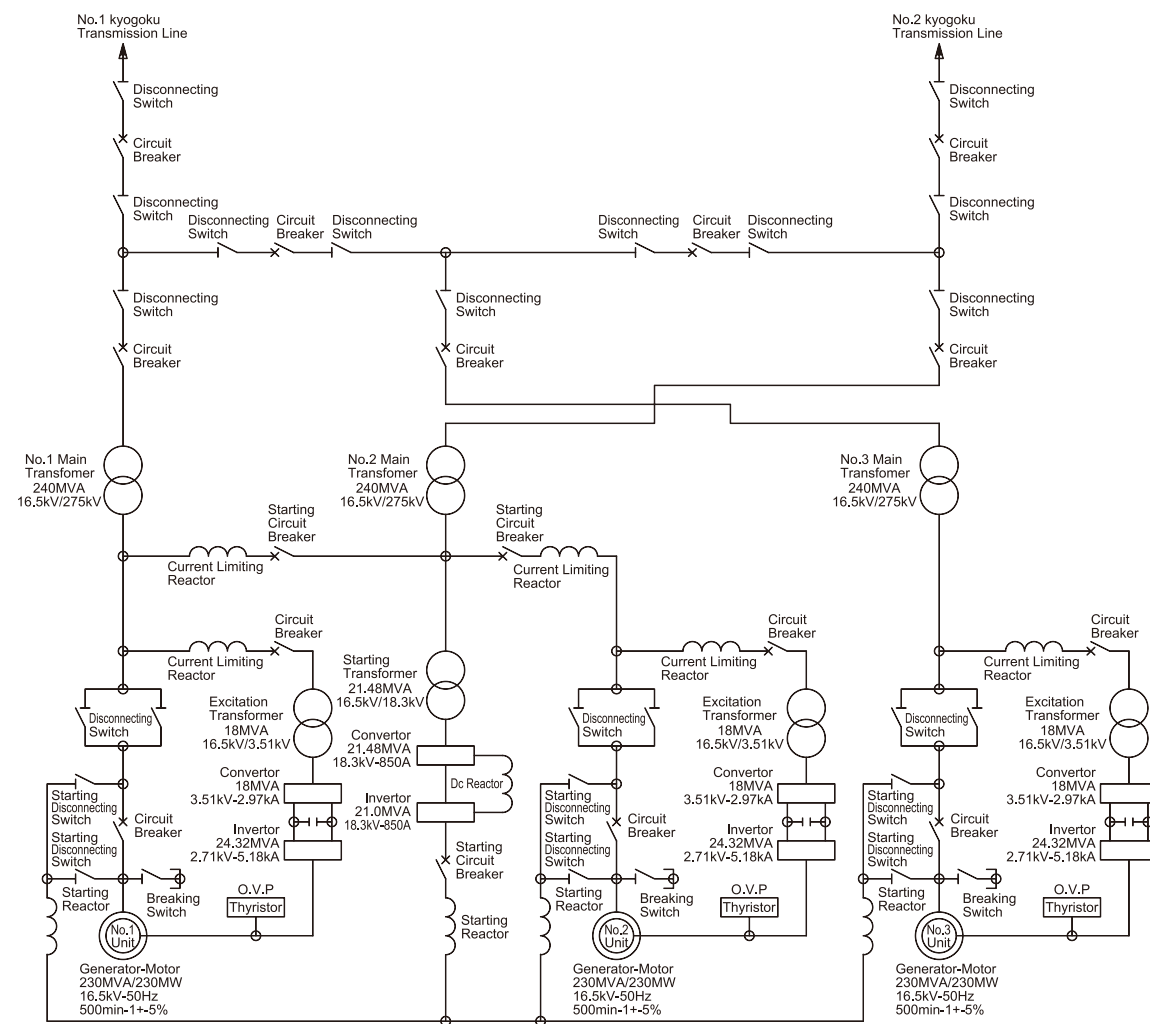 No.1 kyogoku
Transmission Line
No.2 kyogoku
Transmission Line
Disconnecting
Switch
Disconnecting
Switch
Circuit
Breaker
Circuit
Breaker
Disconnecting
Switch
Disconnecting
Switch
Disconnecting
Switch
Circuit
Breaker
Disconnecting
Switch
Disconnecting
Switch
Circuit
Breaker
Disconnecting
Switch
Disconnecting
Switch
Disconnecting
Switch
Disconnecting
Switch
Circuit
Breaker
Circuit
Breaker
Circuit
Breaker
No.1 Main
Transfomer
240MVA
16.5kV/275kV
No.2 Main
Transfomer
240MVA
16.5kV/275kV
No.3 Main
Transfomer
240MVA
16.5kV/275kV
Starting
Circuit
Breaker
Starting
Circuit
Breaker
Current Limiting
Reactor
Current Limiting
Reactor
Circuit
Breaker
Circuit
Breaker
Circuit
Breaker
Current Limiting
Reactor
Current Limiting
Reactor
Current Limiting
Reactor
Starting
Transformer
21.48MVA
16.5kV/18.3kV
Disconnecting
Switch
Excitation
Transformer
18MVA
16.5kV/3.51kV
Disconnecting
Switch
Excitation
Transformer
18MVA
16.5kV/3.51kV
Disconnecting
Switch
Excitation
Transformer
18MVA
16.5kV/3.51kV
Convertor
21.48MVA
18.3kV-850A
Dc Reactor
Invertor
21.0MVA
18.3kV-850A
Convertor
18MVA
3.51kV-2.97kA
Convertor
18MVA
3.51kV-2.97kA
Convertor
18MVA
3.51kV-2.97kA
Starting
Disconnecting
Switch
Starting
Disconnecting
Switch
Starting
Disconnecting
Switch
Circuit
Breaker
Circuit
Breaker
Circuit
Breaker
Invertor
24.32MVA
2.71kV-5.18kA
Invertor
24.32MVA
2.71kV-5.18kA
Invertor
24.32MVA
2.71kV-5.18kA
Starting
Disconnecting
Switch
Starting
Disconnecting
Switch
Starting
Disconnecting
Switch
Starting
Circuit
Breaker
Starting
Reactor
Breaking
Switch
O.V.P
Thyristor
Starting
Reactor
Starting
Reactor
Breaking
Switch
O.V.P
Thyristor
Starting
Reactor
Breaking
Switch
O.V.P
Thyristor
No.1
Unit
No.2
Unit
No.3
Unit
Generator-Motor
230MVA/230MW
16.5kV-50Hz
500min-1+-5%
Generator-Motor
230MVA/230MW
16.5kV-50Hz
500min-1+-5%
Generator-Motor
230MVA/230MW
16.5kV-50Hz
500min-1+-5%